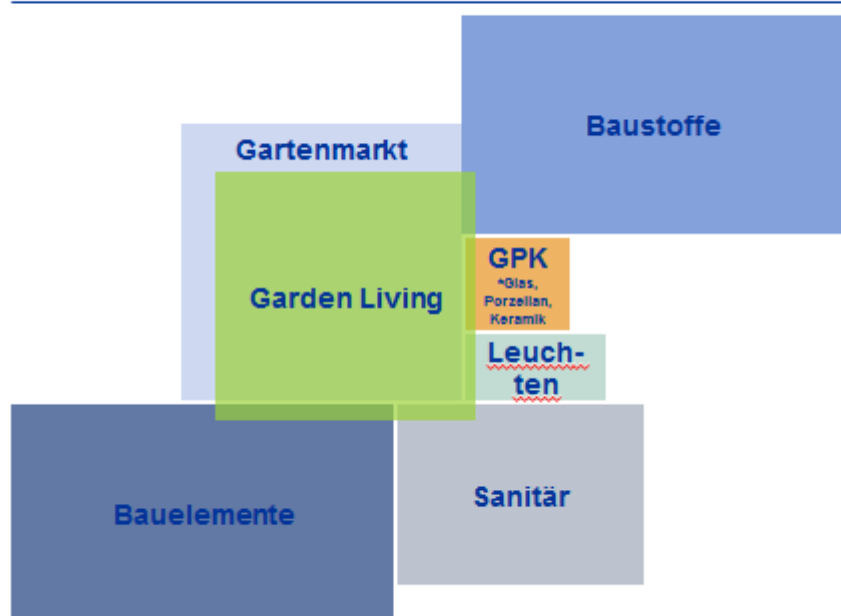 Baustoffe
Gartenmarkt
GPK
*Glas,
Porzellan,
Keramik
Garden Living
Leuch-
ten
Bauelemente
Sanitär